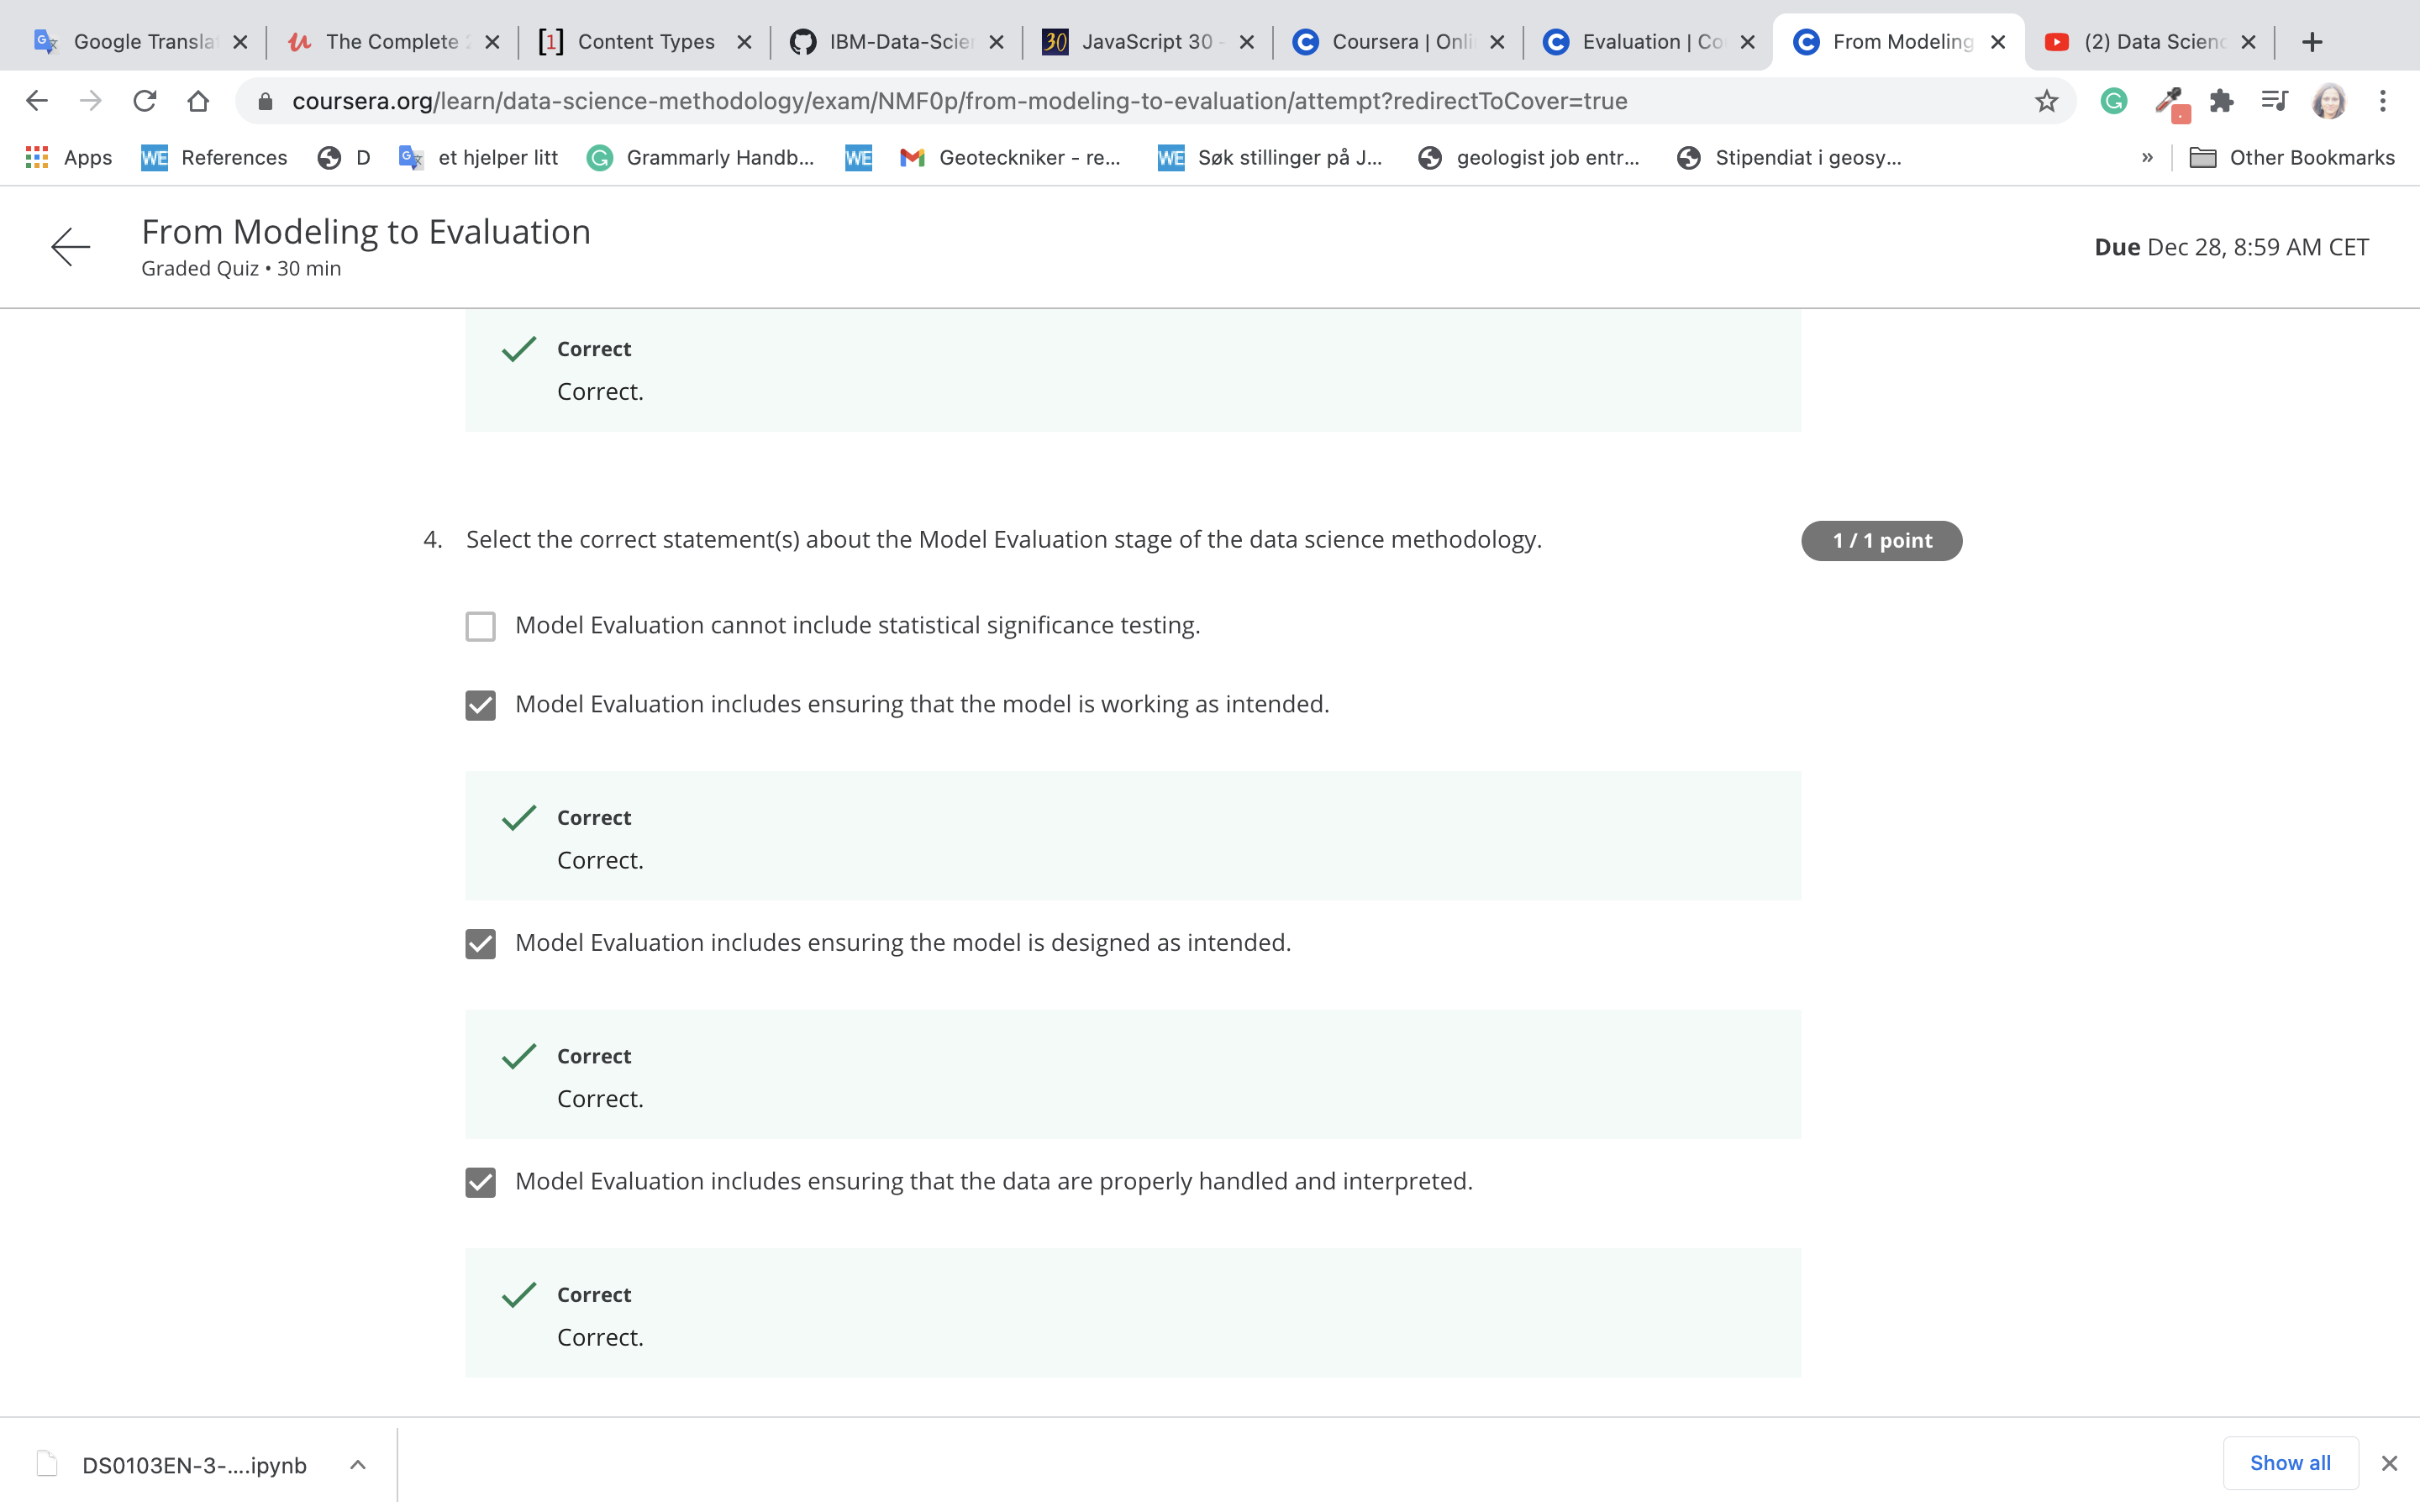 Google Transla
The Complete
[1] Content Types
IBM-Data-Scien
30 JavaScript 30 -
Coursera | Onli
Evaluation | Co
From Modeling
(2) Data Scienc
coursera.org/learn/data-science-methodology/exam/NMF0p/from-modeling-to-evaluation/attempt?redirectToCover=true
Apps
WE References
D
et hjelper litt
Grammarly Handb...
WE
Geoteckniker - re...
WE Søk stillinger på J...
geologist job entr...
Stipendiat i geosy...
»
Other Bookmarks
From Modeling to Evaluation
Graded Quiz • 30 min
Due Dec 28, 8:59 AM CET
Correct
Correct.
4. Select the correct statement(s) about the Model Evaluation stage of the data science methodology.
1 / 1 point
Model Evaluation cannot include statistical significance testing.
Model Evaluation includes ensuring that the model is working as intended.
Correct
Correct.
Model Evaluation includes ensuring the model is designed as intended.
Correct
Correct.
Model Evaluation includes ensuring that the data are properly handled and interpreted.
Correct
Correct.
DS0103EN-3-....ipynb
Show all